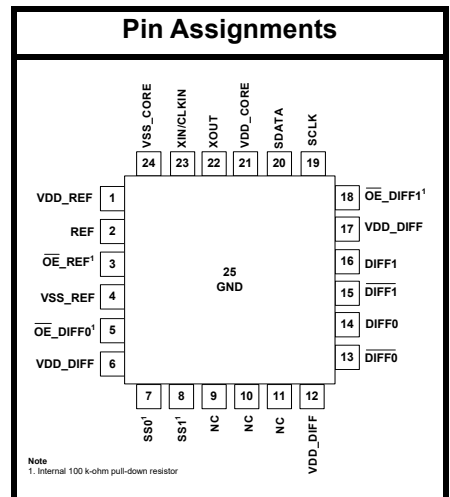 Pin Assignments
VSS_CORE
XIN/CLKIN
XOUT
VDD_CORE
SDATA
SCLK
24
23
22
21
20
19
VDD_REF 1
REF 2
OE_REF¹ 3
VSS_REF 4
OE_DIFF0¹ 5
VDD_DIFF 6
25
GND
18 OE_DIFF1¹
17 VDD_DIFF
16 DIFF1
15 DIFF1
14 DIFF0
13 DIFF0
7
8
9
10
11
12
SS0¹
SS1¹
NC
NC
NC
VDD_DIFF
Note
1. Internal 100 k-ohm pull-down resistor